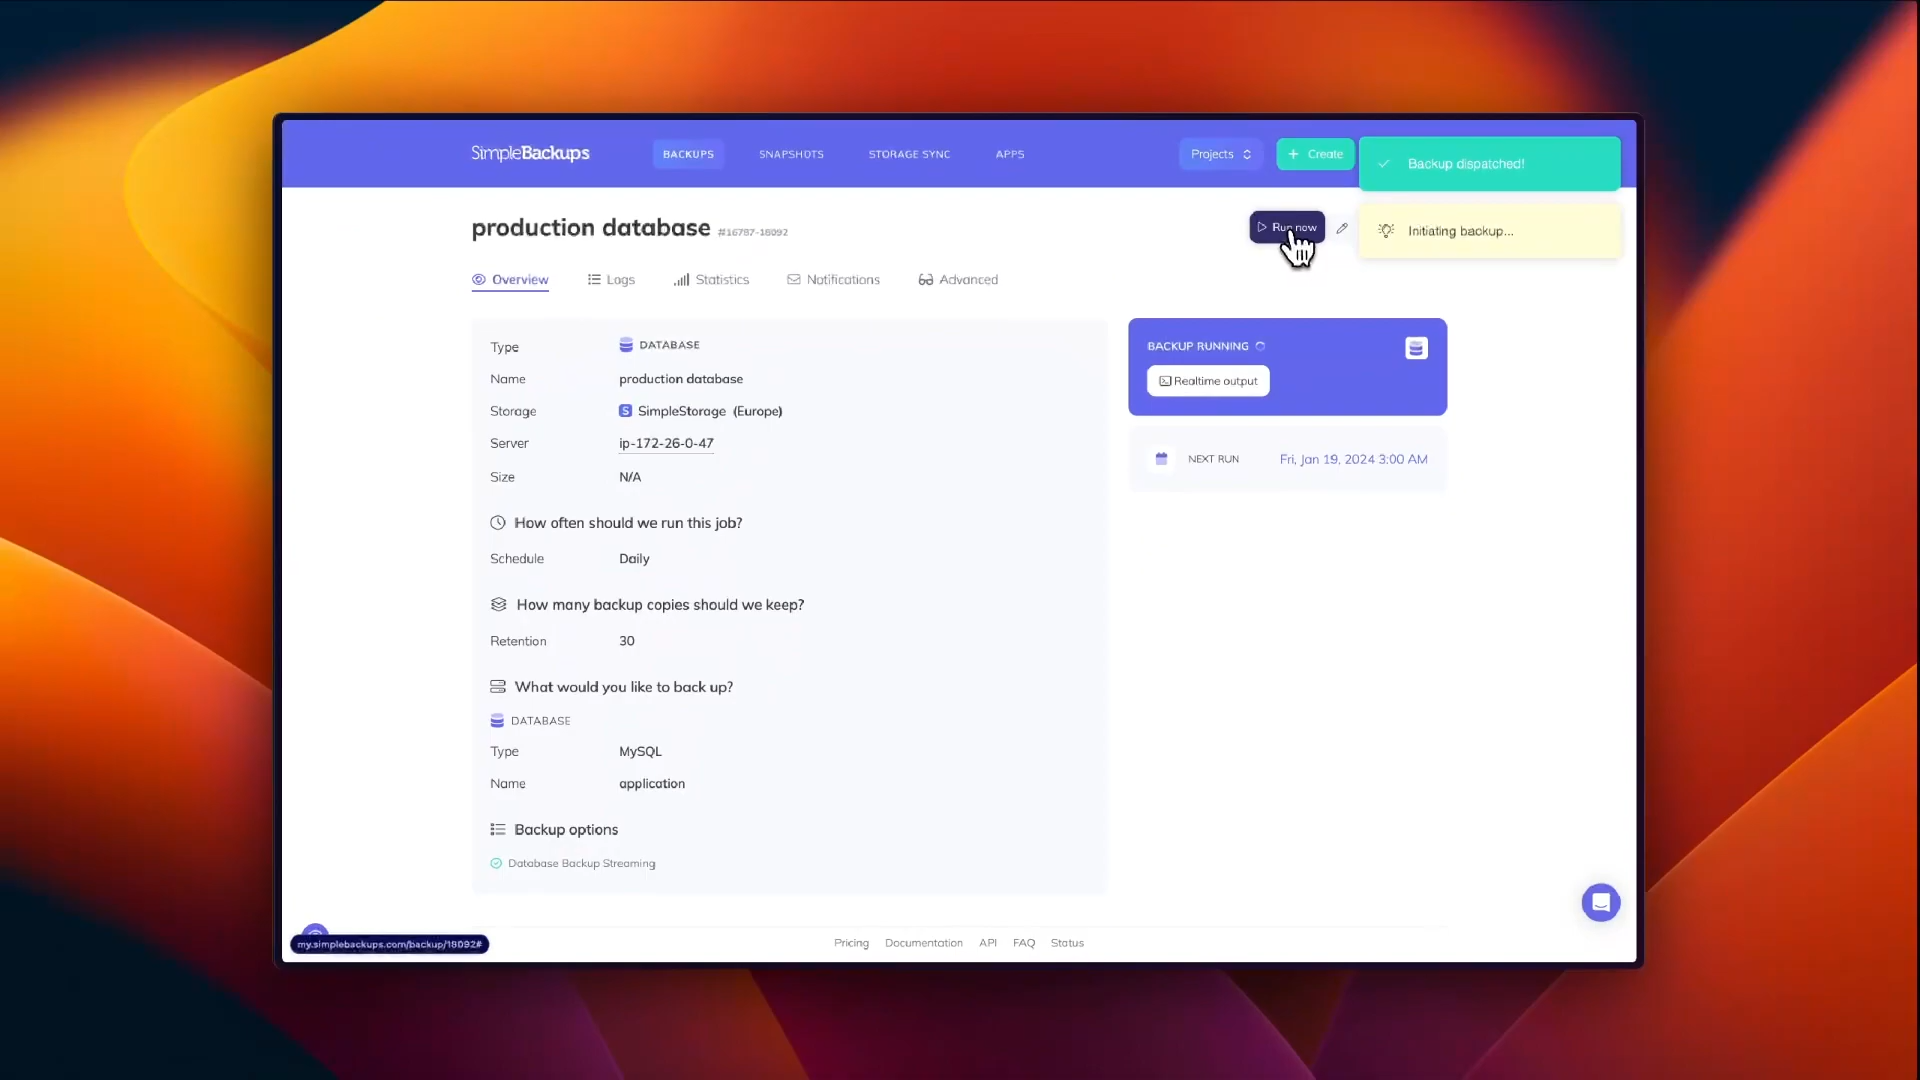 SimpleBackups
BACKUPS
SNAPSHOTS
STORAGE SYNC
APPS
Projects
+ Create
Backup dispatched!
production database #16787-18092
Run now
Initiating backup...
Overview
Logs
Statistics
Notifications
Advanced
Type DATABASE
Name production database
Storage S SimpleStorage (Europe)
Server ip-172-26-0-47
Size N/A
How often should we run this job?
Schedule Daily
How many backup copies should we keep?
Retention 30
What would you like to back up?
DATABASE
Type MySQL
Name application
Backup options
Database Backup Streaming
BACKUP RUNNING
Realtime output
NEXT RUN Fri, Jan 19, 2024 3:00 AM
my.simplebackups.com/backup/18092#
Pricing Documentation API FAQ Status